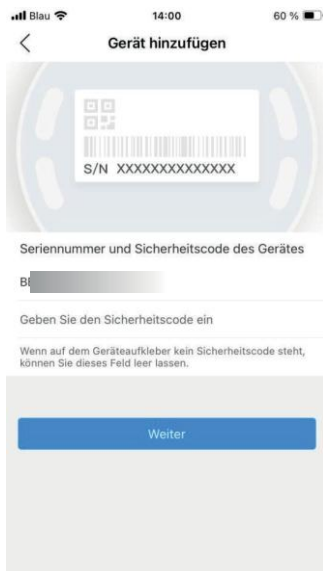 Blau 14:00 60 %
Gerät hinzufügen
S/N XXXXXXXXXXXXXX
Seriennummer und Sicherheitscode des Gerätes
Geben Sie den Sicherheitscode ein
Wenn auf dem Geräteaufkleber kein Sicherheitscode steht,
können Sie dieses Feld leer lassen.
Weiter